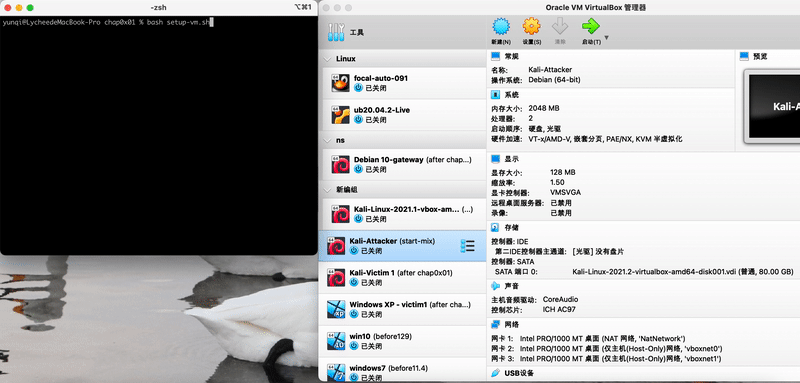 -zsh
⌥⌘1
yunqi@LycheedeMacBook-Pro chap0x01 % bash setup-vm.sh
Oracle VM VirtualBox 管理器
工具
新建(N)
设置(S)
清除
启动(T)
Linux
focal-auto-091
已关闭
ub20.04.2-Live
已关闭
ns
Debian 10-gateway (after chap...)
已关闭
新编组
Kali-Linux-2021.1-vbox-am... (...)
已关闭
Kali-Attacker (start-mix)
已关闭
Kali-Victim 1 (after chap0x01)
已关闭
Windows XP - victim1 (after cha...)
已关闭
win10 (before129)
已关闭
windows7 (before11.4)
已关闭
常规
名称: Kali-Attacker
操作系统: Debian (64-bit)
系统
内存大小: 2048 MB
处理器: 2
启动顺序: 硬盘, 光驱
硬件加速: VT-x/AMD-V, 嵌套分页, PAE/NX, KVM 半虚拟化
显示
显存大小: 128 MB
缩放率: 1.50
显卡控制器: VMSVGA
远程桌面服务器: 已禁用
录像: 已禁用
存储
控制器: IDE
第二IDE控制器主通道: [光驱] 没有盘片
控制器: SATA
SATA 端口 0: Kali-Linux-2021.2-virtualbox-amd64-disk001.vdi (普通, 80.00 GB)
声音
主机音频驱动: CoreAudio
控制芯片: ICH AC97
网络
网卡 1: Intel PRO/1000 MT 桌面 (NAT 网络, 'NatNetwork')
网卡 2: Intel PRO/1000 MT 桌面 (仅主机(Host-Only)网络, 'vboxnet0')
网卡 3: Intel PRO/1000 MT 桌面 (仅主机(Host-Only)网络, 'vboxnet1')
USB设备
预览
Kali-A